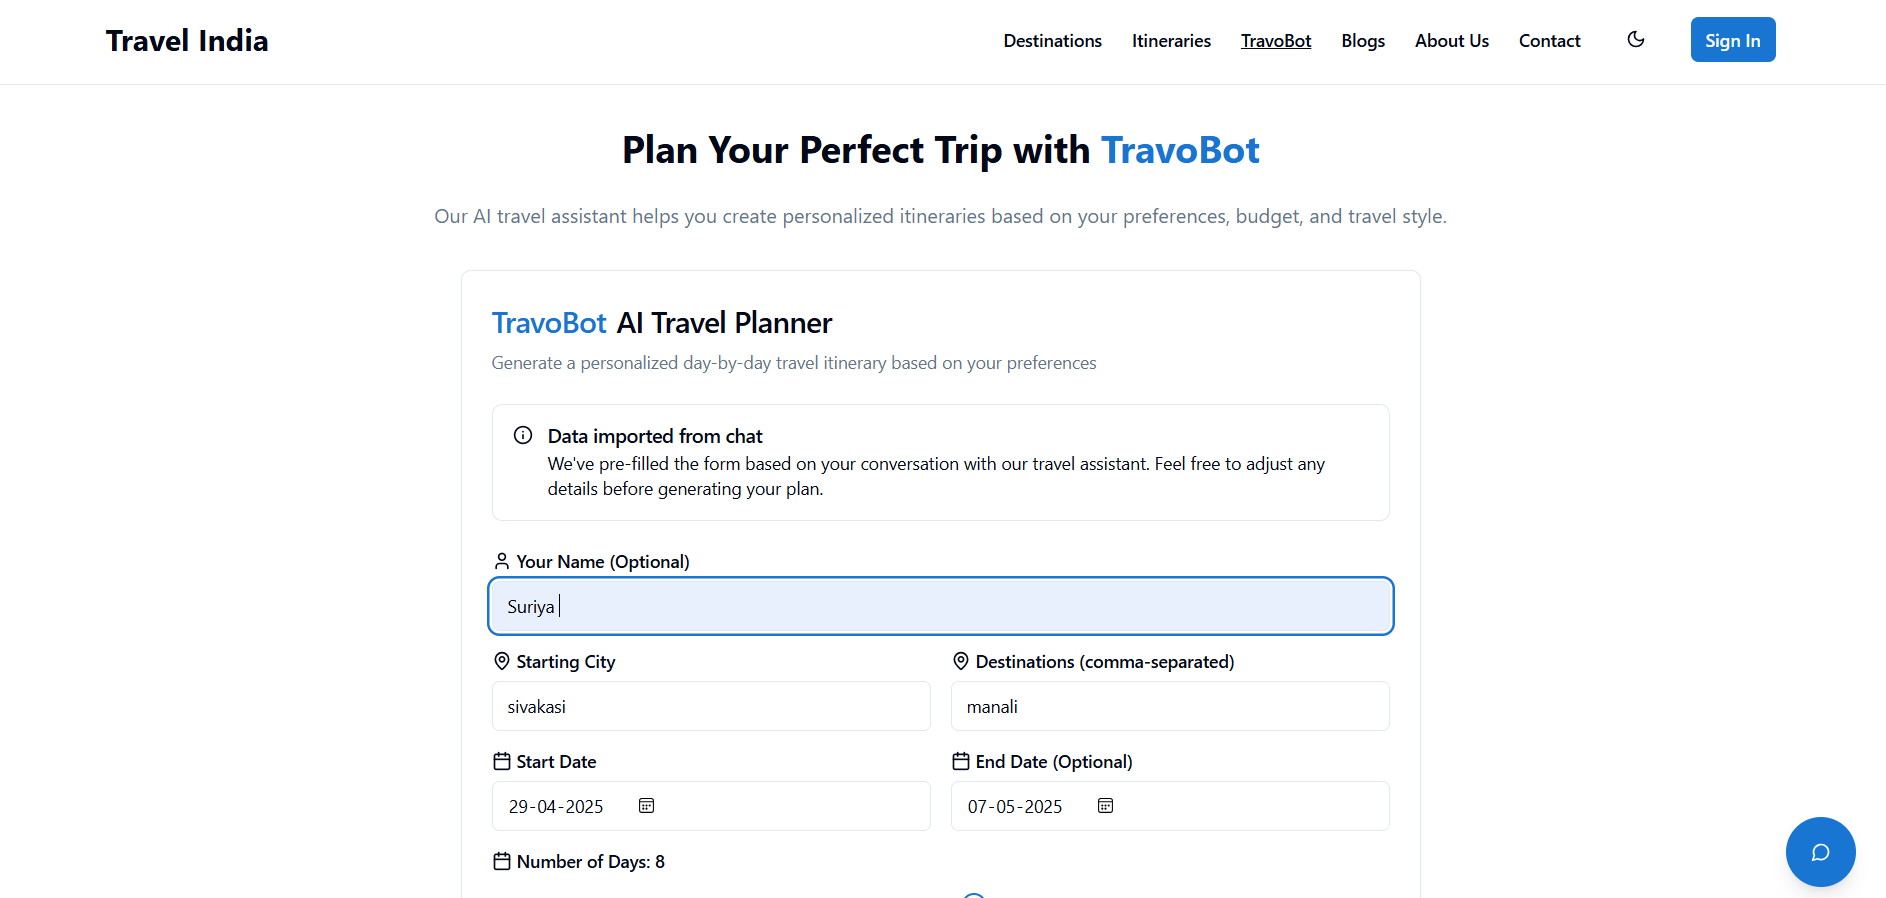 Travel India
Destinations Itineraries TravoBot Blogs About Us Contact Sign In
Plan Your Perfect Trip with TravoBot
Our AI travel assistant helps you create personalized itineraries based on your preferences, budget, and travel style.
TravoBot AI Travel Planner
Generate a personalized day-by-day travel itinerary based on your preferences
Data imported from chat
We've pre-filled the form based on your conversation with our travel assistant. Feel free to adjust any
details before generating your plan.
Your Name (Optional)
Suriya
Starting City
sivakasi
Destinations (comma-separated)
manali
Start Date
29-04-2025
End Date (Optional)
07-05-2025
Number of Days: 8